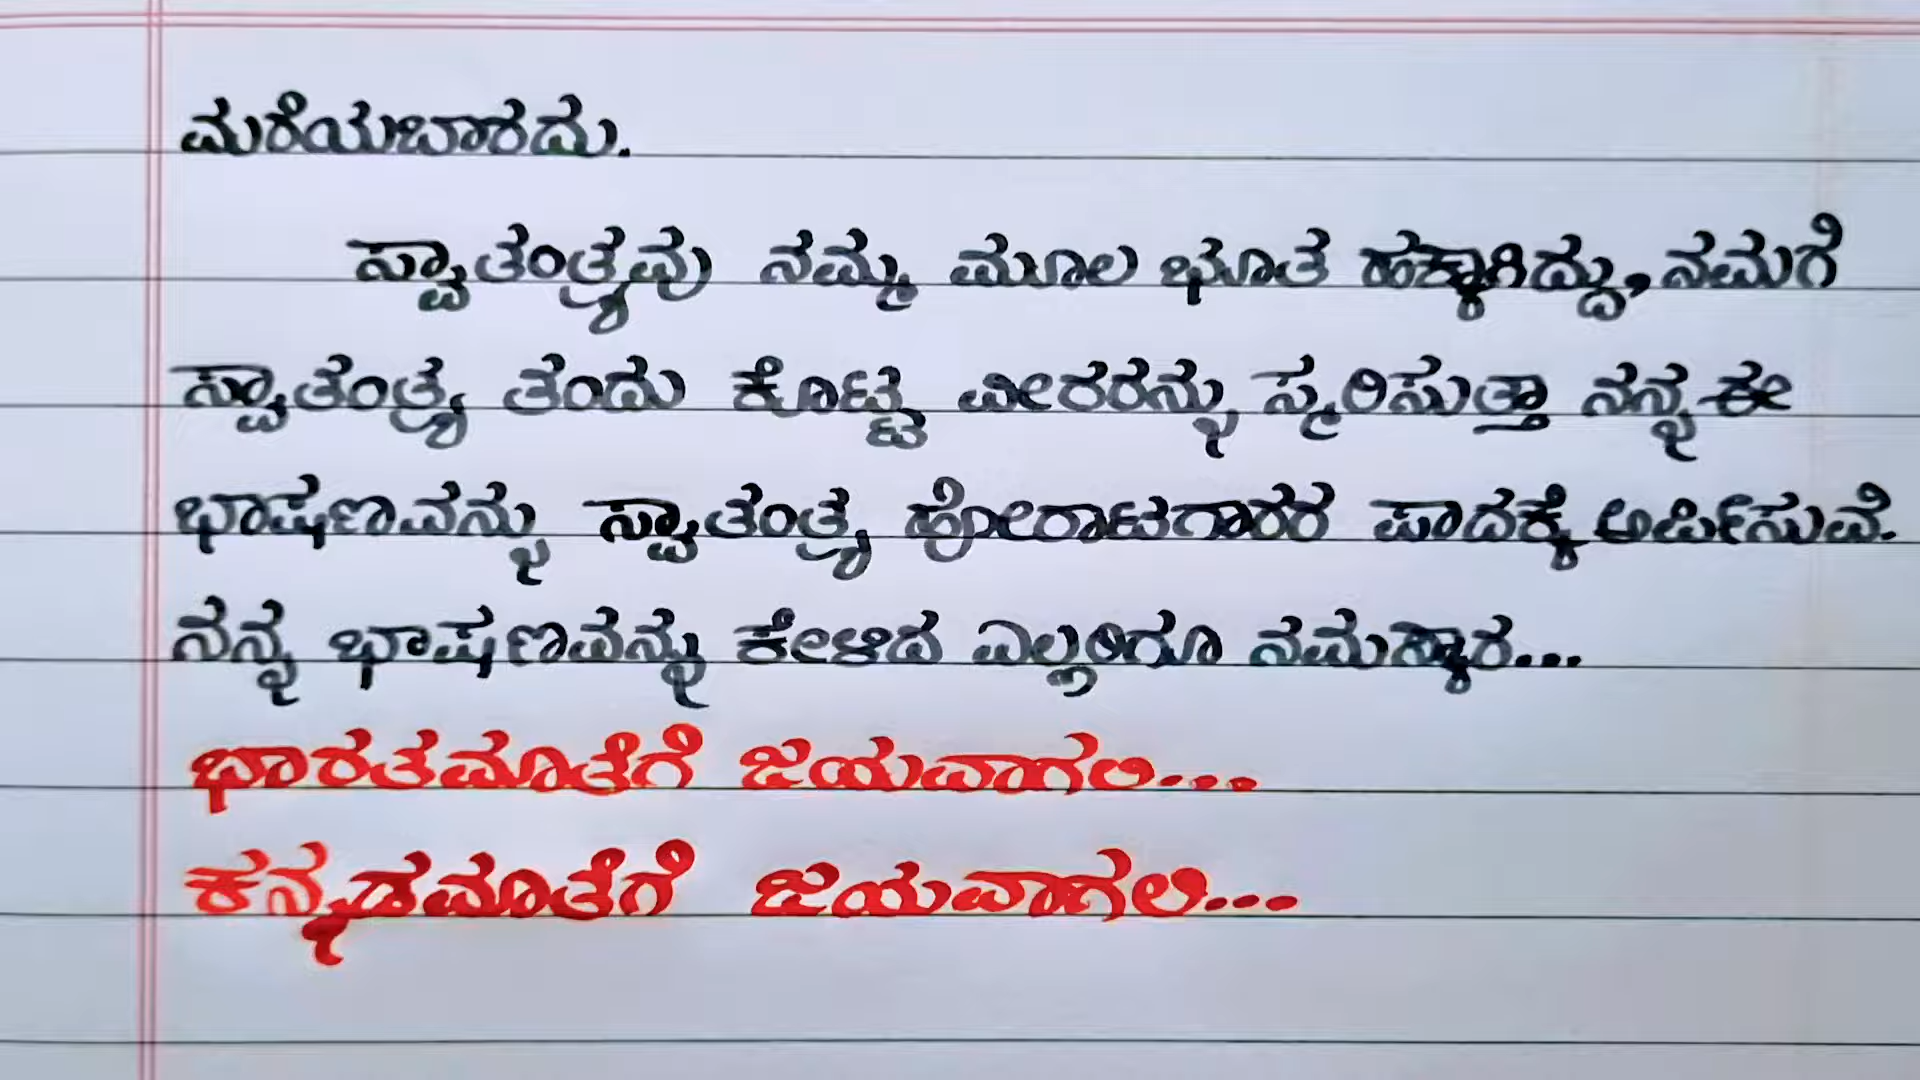 ಮರೆಯಬಾರದು.
ಸ್ವಾತಂತ್ರ್ಯವು ನಮ್ಮ ಮೂಲ ಭೂತ ಹಕ್ಕಾಗಿದ್ದು, ನಮಗೆ
ಸ್ವಾತಂತ್ರ್ಯ ತಂದು ಕೊಟ್ಟ ವೀರರನ್ನು ಸ್ಮರಿಸುತ್ತಾ ನನ್ನ ಈ
ಭಾಷಣವನ್ನು ಸ್ವಾತಂತ್ರ್ಯ ಹೋರಾಟಗಾರರ ಪಾದಕ್ಕೆ ಅರ್ಪಿಸುವೆ.
ನನ್ನ ಭಾಷಣವನ್ನು ಕೇಳಿದ ಎಲ್ಲರಿಗೂ ನಮಸ್ಕಾರ...
ಭಾರತಮಾತೆಗೆ ಜಯವಾಗಲಿ...
ಕನ್ನಡಮಾತೆಗೆ ಜಯವಾಗಲಿ...